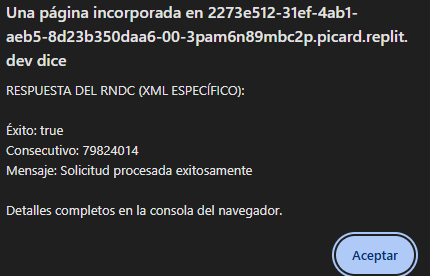 Una página incorporada en 2273e512-31ef-4ab1-
aeb5-8d23b350daa6-00-3pam6n89mbc2p.picard.replit.
dev dice
RESPUESTA DEL RNDC (XML ESPECÍFICO):
Éxito: true
Consecutivo: 79824014
Mensaje: Solicitud procesada exitosamente
Detalles completos en la consola del navegador.
Aceptar